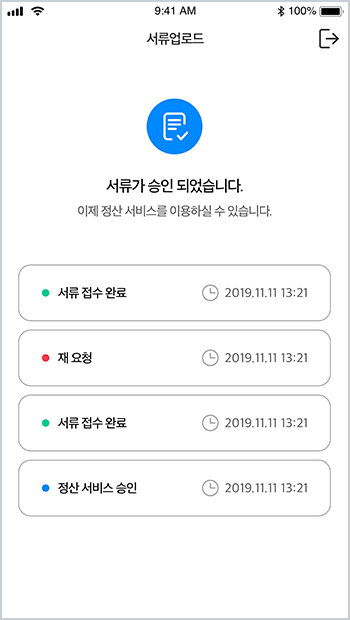 9:41 AM 100%
서류업로드
서류가 승인 되었습니다.
이제 정산 서비스를 이용하실 수 있습니다.
서류 접수 완료 2019.11.11 13:21
재 요청 2019.11.11 13:21
서류 접수 완료 2019.11.11 13:21
정산 서비스 승인 2019.11.11 13:21